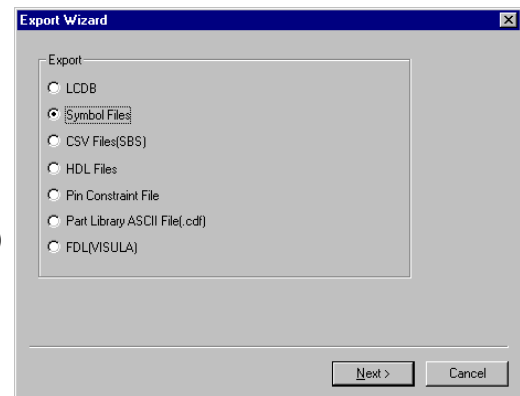 Export Wizard
Export
LCDB
Symbol Files
CSV Files(SBS)
HDL Files
Pin Constraint File
Part Library ASCII File(.cdf)
FDL(VISULA)
Next >
Cancel